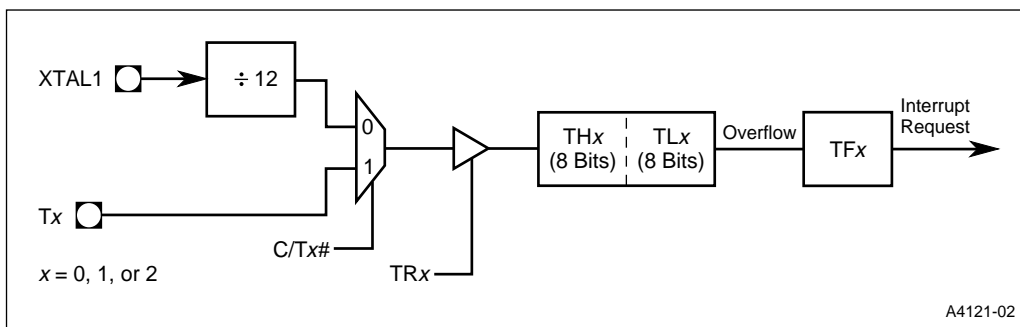 XTAL1
÷ 12
0
1
Tx
C/Tx#
TRx
x = 0, 1, or 2
THx
(8 Bits)
TLx
(8 Bits)
Overflow
TFx
Interrupt
Request
A4121-02